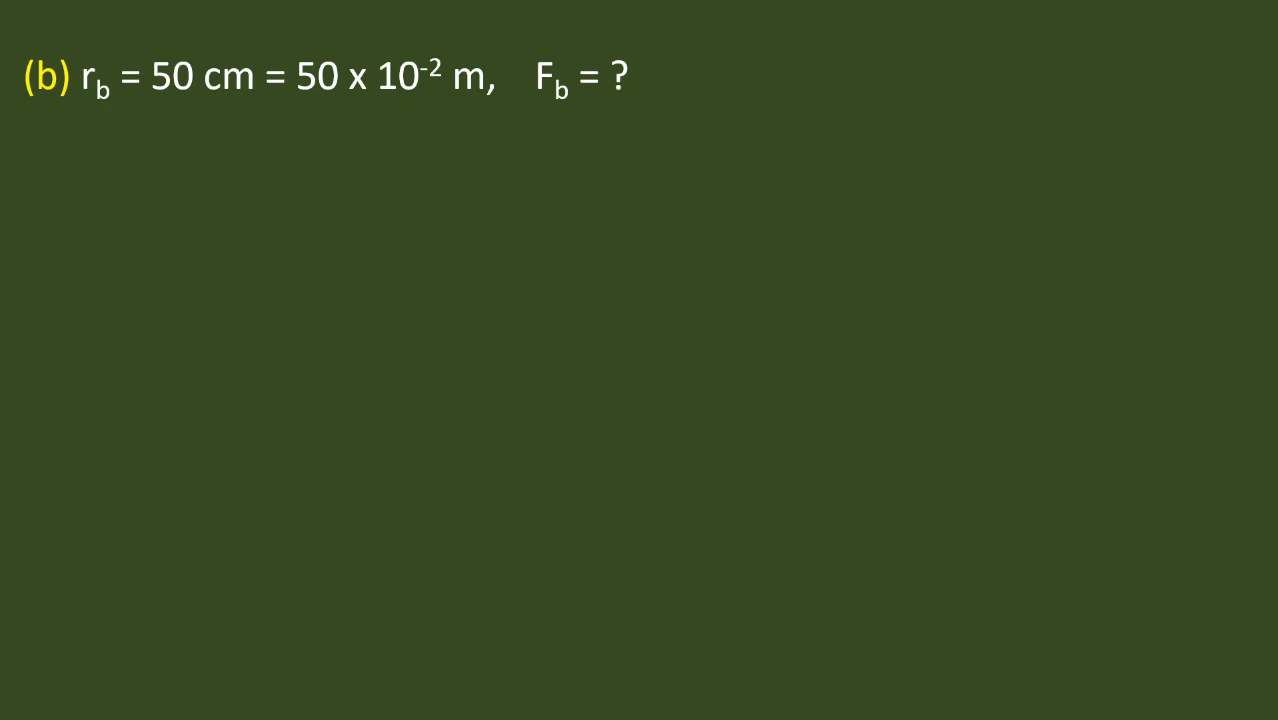 (b) r_b = 50 cm = 50 x 10^-2 m, F_b = ?